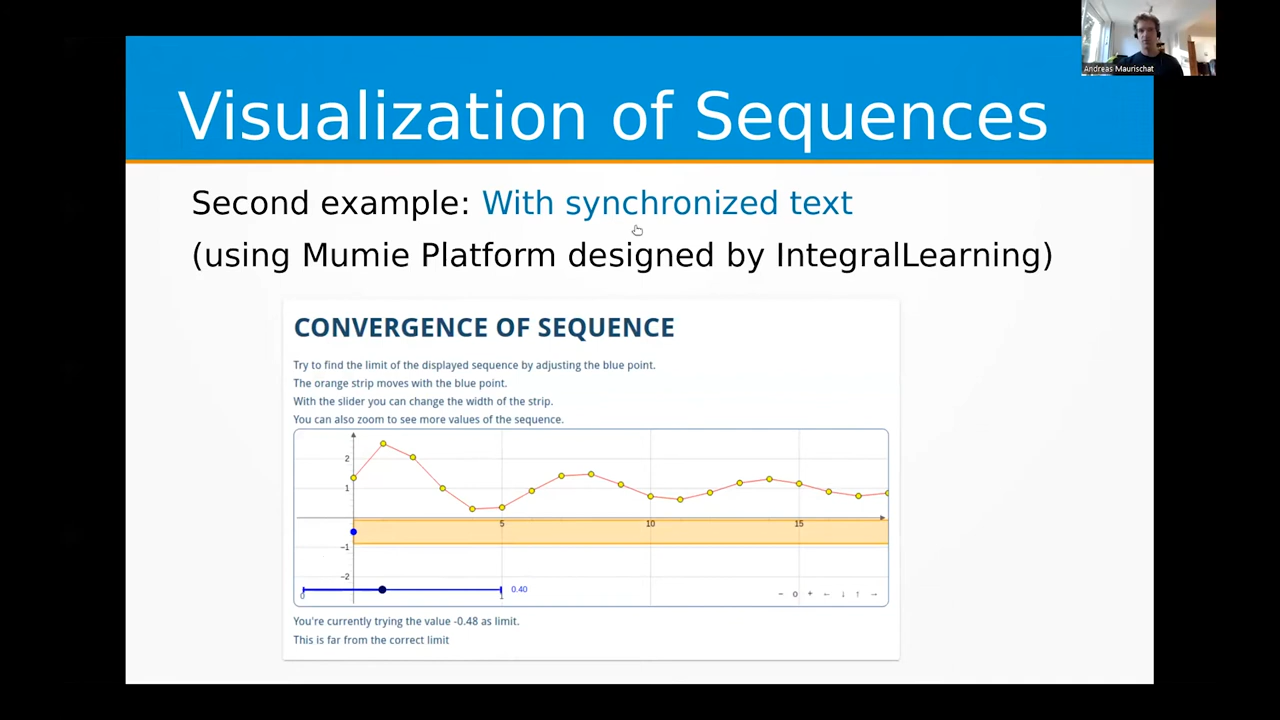 Andreas Maurischat
Visualization of Sequences
Second example: With synchronized text
(using Mumie Platform designed by IntegralLearning)
CONVERGENCE OF SEQUENCE
Try to find the limit of the displayed sequence by adjusting the blue point.
The orange strip moves with the blue point.
With the slider you can change the width of the strip.
You can also zoom to see more values of the sequence.
2
1
5 10 15
−1
−2
0 1 0.40
− o + ← ↓ ↑ →
You're currently trying the value -0.48 as limit.
This is far from the correct limit